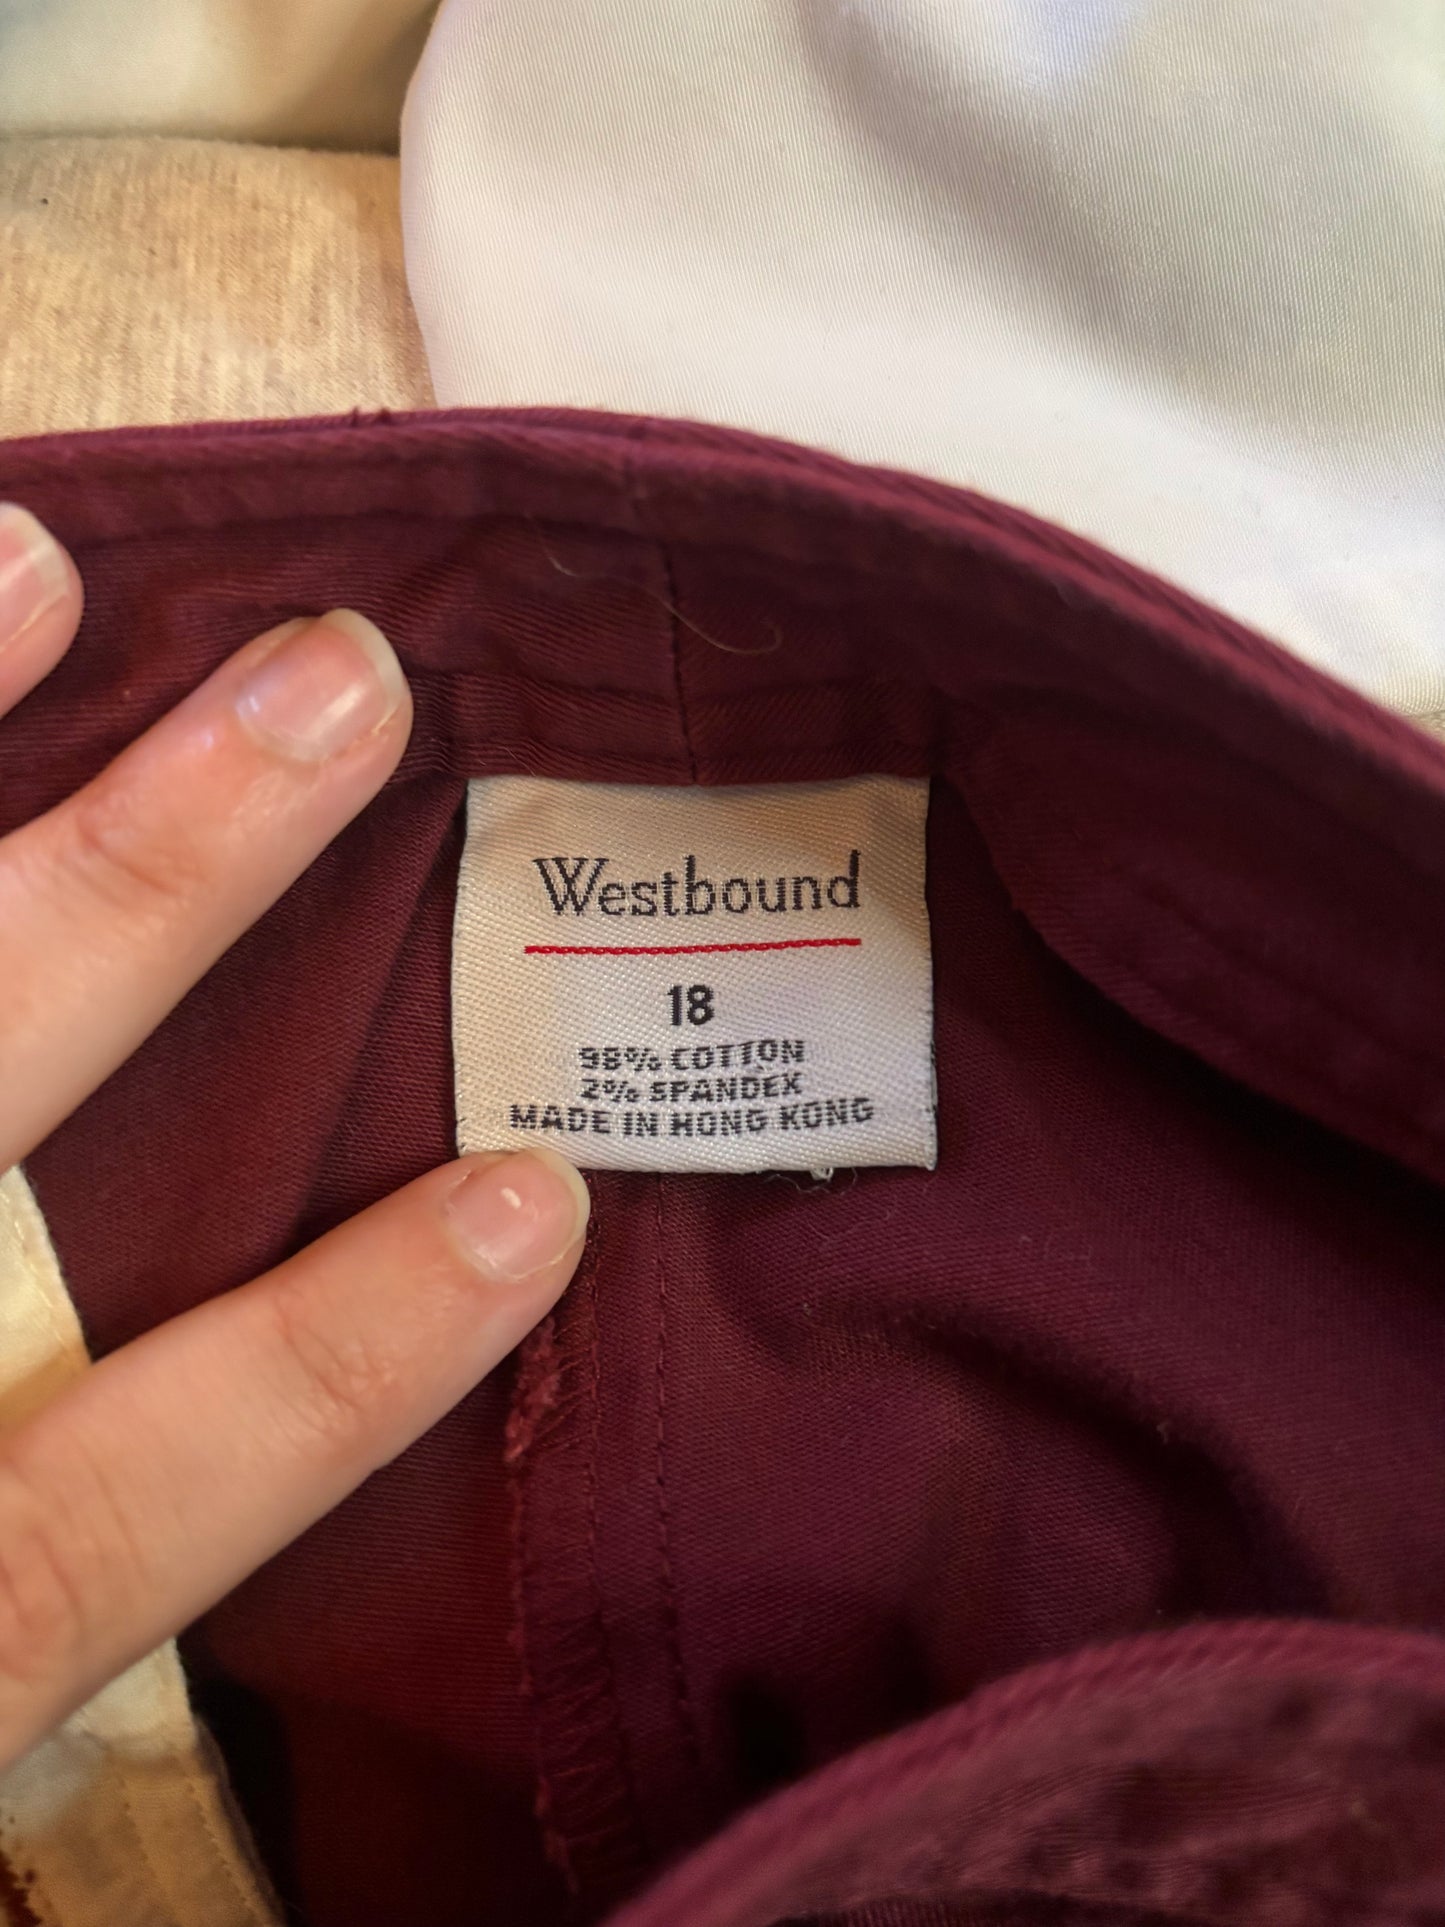 Westbound
18
98% COTTON
2% SPANDEX
MADE IN HONG KONG